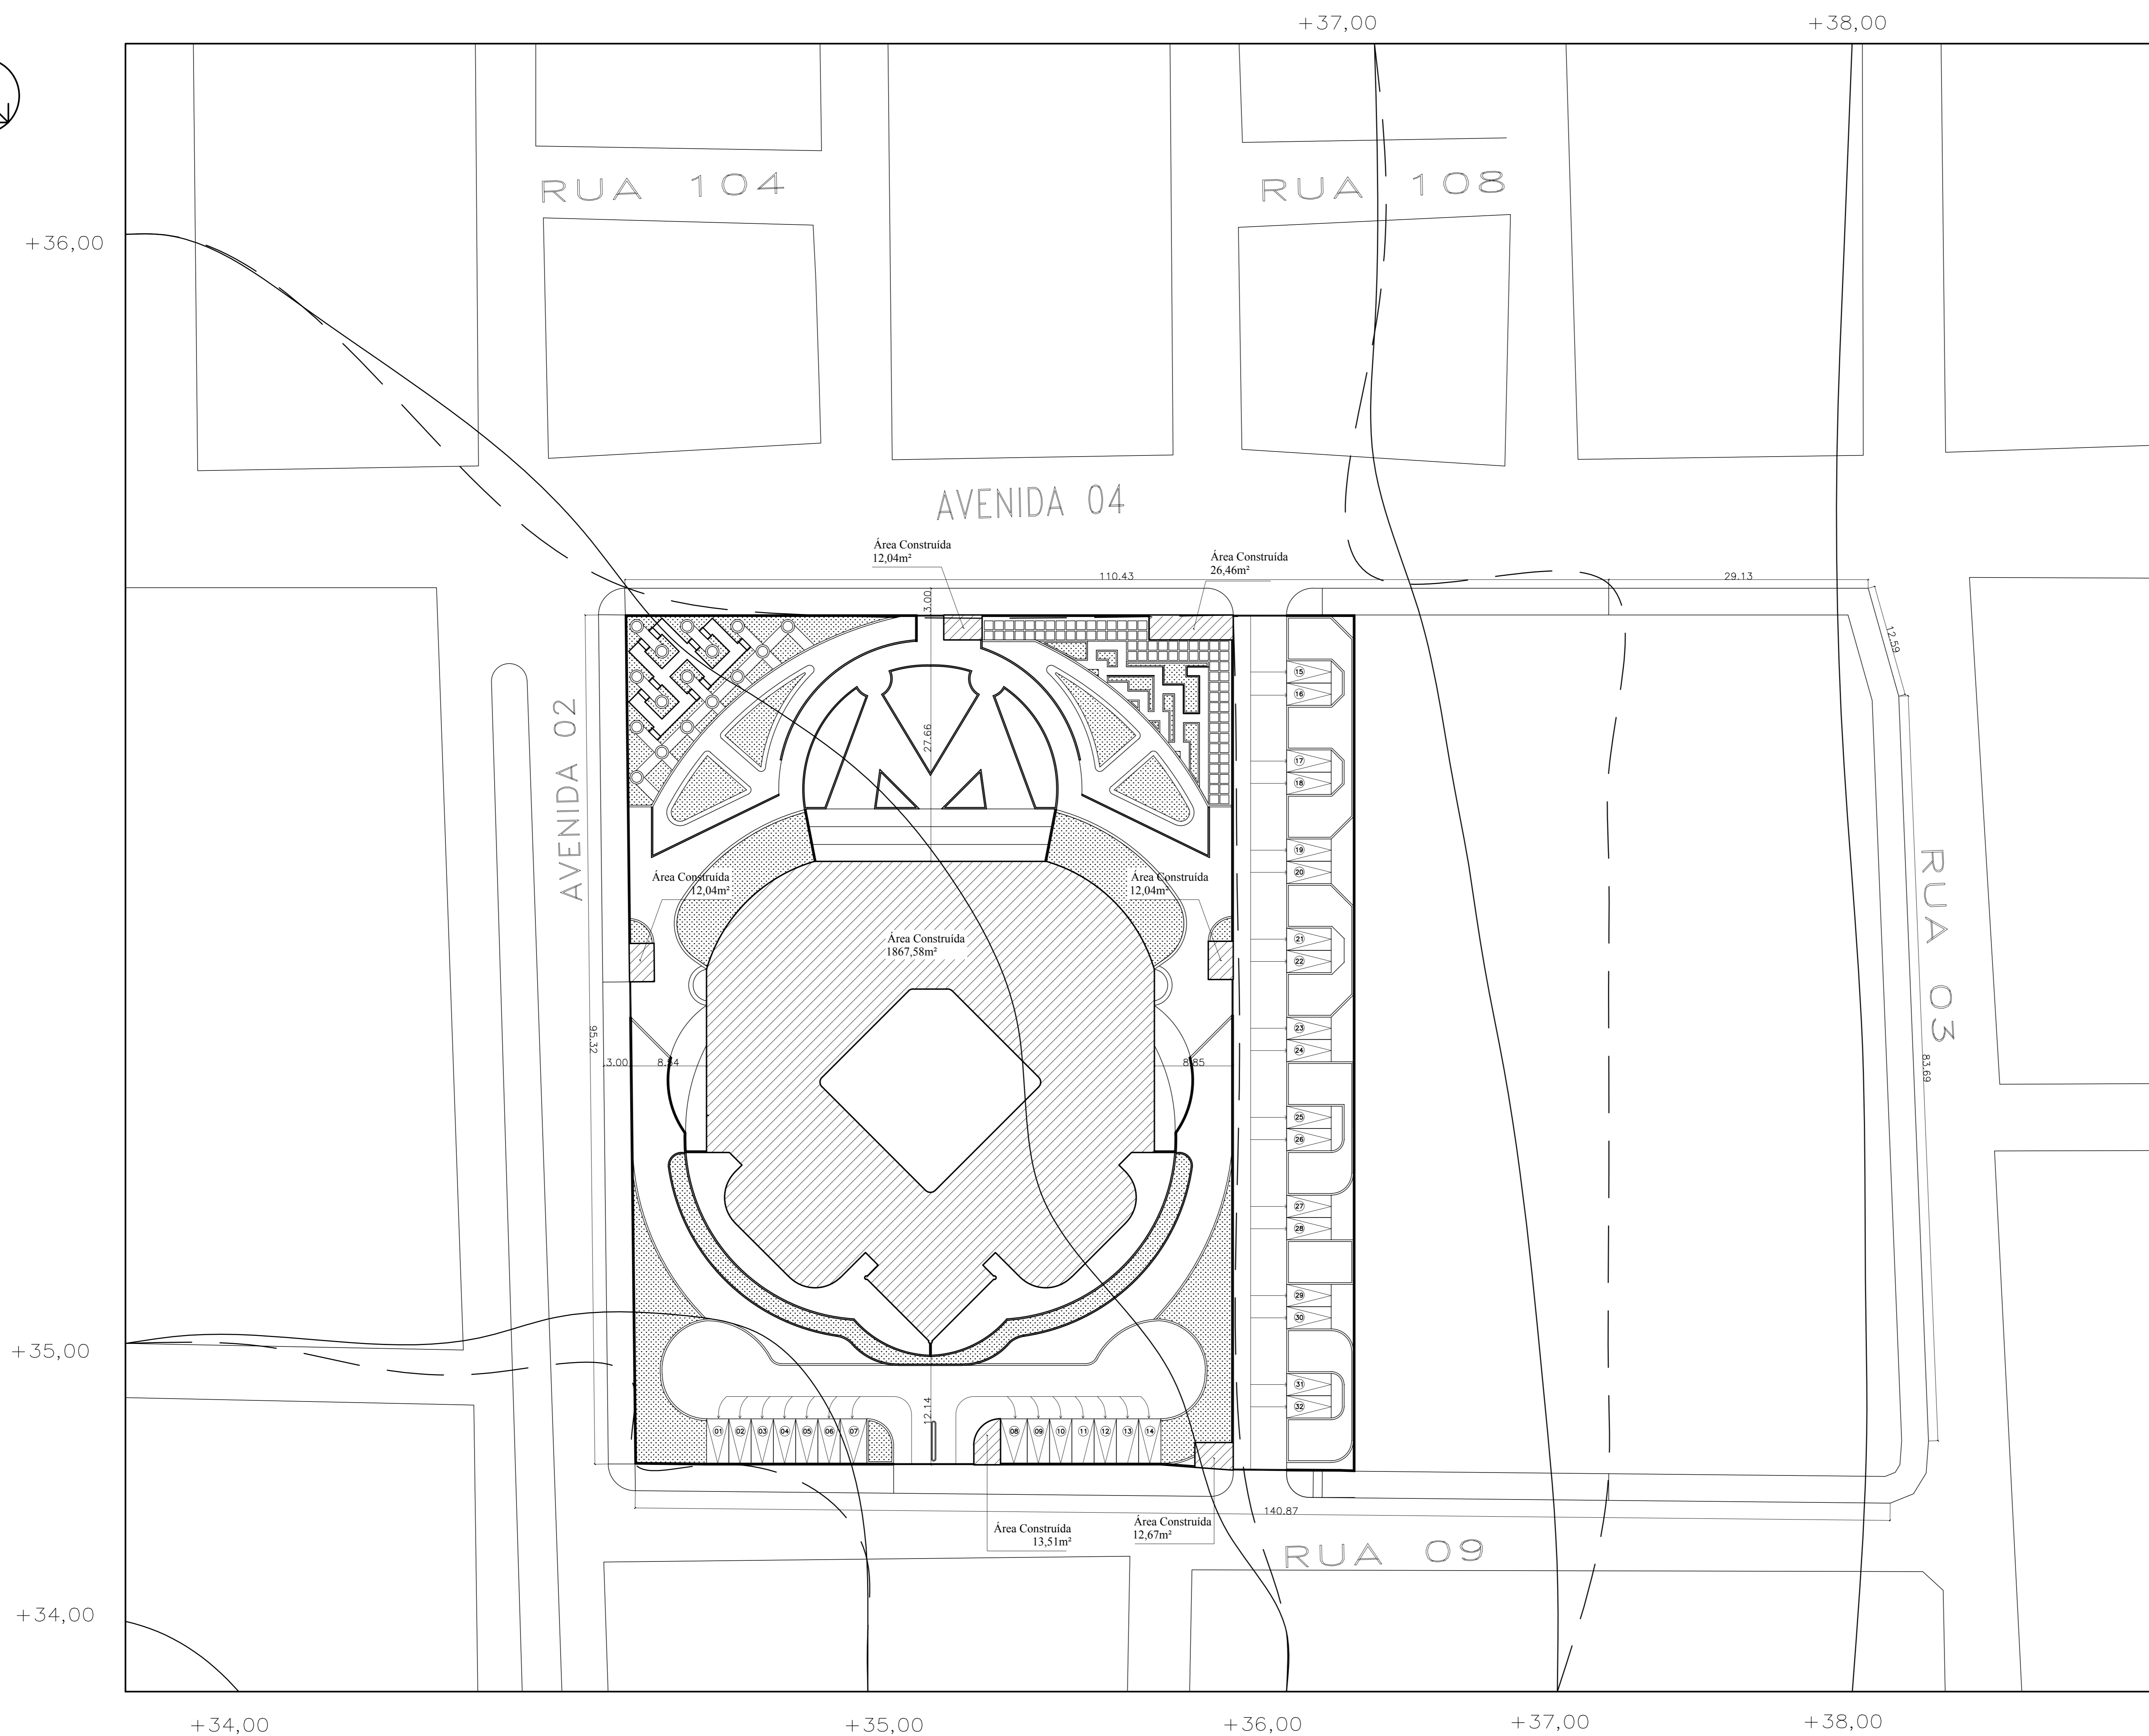 +37,00
+38,00
RUA 104
RUA 108
+36,00
AVENIDA 04
Área Construída
12,04m²
Área Construída
26,46m²
110.43
29.13
3.00
12.59
15
16
AVENIDA 02
27.66
17
18
19
20
RUA 03
Área Construída
12,04m²
Área Construída
12,04m²
Área Construída
1867,58m²
21
22
95.32
23
24
3.00
8.85
83.69
25
26
27
28
29
30
+35,00
31
32
12.14
01
02
03
04
05
06
07
08
09
10
11
12
13
14
140.87
Área Construída
13,51m²
Área Construída
12,67m²
RUA 09
+34,00
+34,00
+35,00
+36,00
+37,00
+38,00